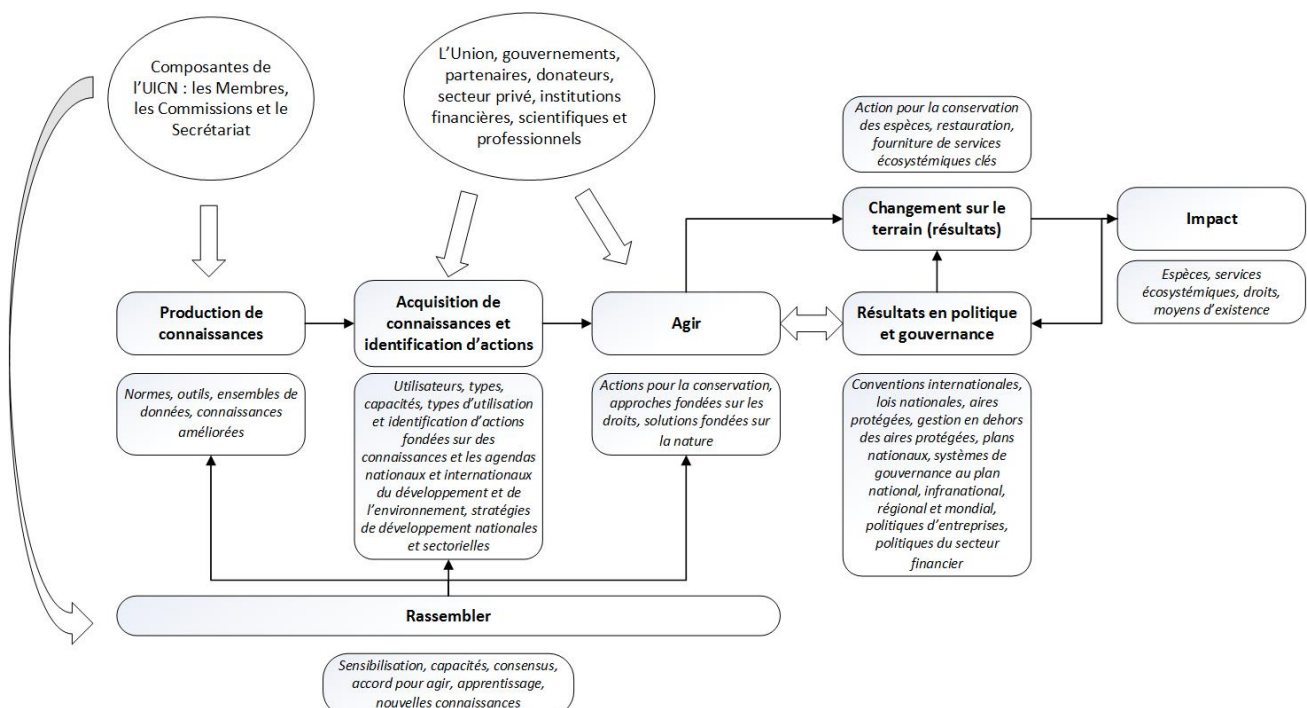 Composantes de
l'UICN : les Membres,
les Commissions et le
Secrétariat
L'Union, gouvernements,
partenaires, donateurs,
secteur privé, institutions
financières, scientifiques et
professionnels
Action pour la conservation
des espèces, restauration,
fourniture de services
écosystémiques clés
Changement sur le
terrain (résultats)
Impact
Espèces, services
écosystémiques, droits,
moyens d'existence
Production de
connaissances
Acquisition de
connaissances et
identification d'actions
Agir
Résultats en politique
et gouvernance
Normes, outils, ensembles de
données, connaissances
améliorées
Utilisateurs, types,
capacités, types d'utilisation
et identification d'actions
fondées sur des
connaissances et les agendas
nationaux et internationaux
du développement et de
l'environnement, stratégies
de développement nationales
et sectorielles
Actions pour la conservation,
approches fondées sur les
droits, solutions fondées sur
la nature
Conventions internationales,
lois nationales, aires
protégées, gestion en dehors
des aires protégées, plans
nationaux, systèmes de
gouvernance au plan
national, infranational,
régional et mondial,
politiques d'entreprises,
politiques du secteur
financier
Rassembler
Sensibilisation, capacités, consensus,
accord pour agir, apprentissage,
nouvelles connaissances